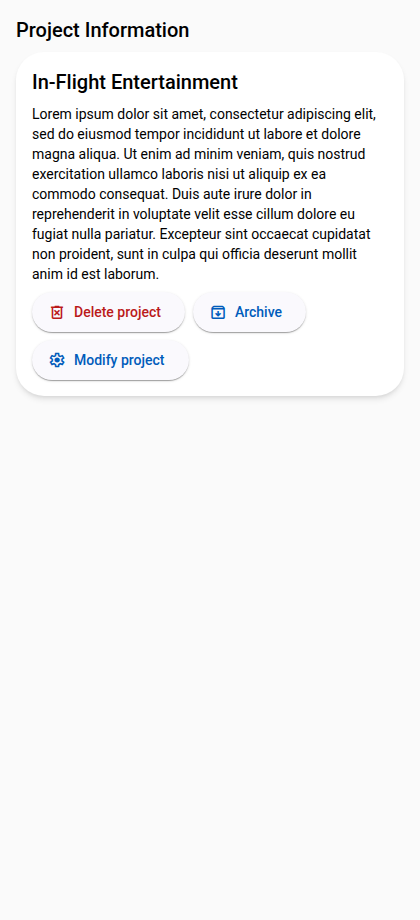 Project Information
In-Flight Entertainment
Lorem ipsum dolor sit amet, consectetur adipiscing elit,
sed do eiusmod tempor incididunt ut labore et dolore
magna aliqua. Ut enim ad minim veniam, quis nostrud
exercitation ullamco laboris nisi ut aliquip ex ea
commodo consequat. Duis aute irure dolor in
reprehenderit in voluptate velit esse cillum dolore eu
fugiat nulla pariatur. Excepteur sint occaecat cupidatat
non proident, sunt in culpa qui officia deserunt mollit
anim id est laborum.
Delete project
Archive
Modify project